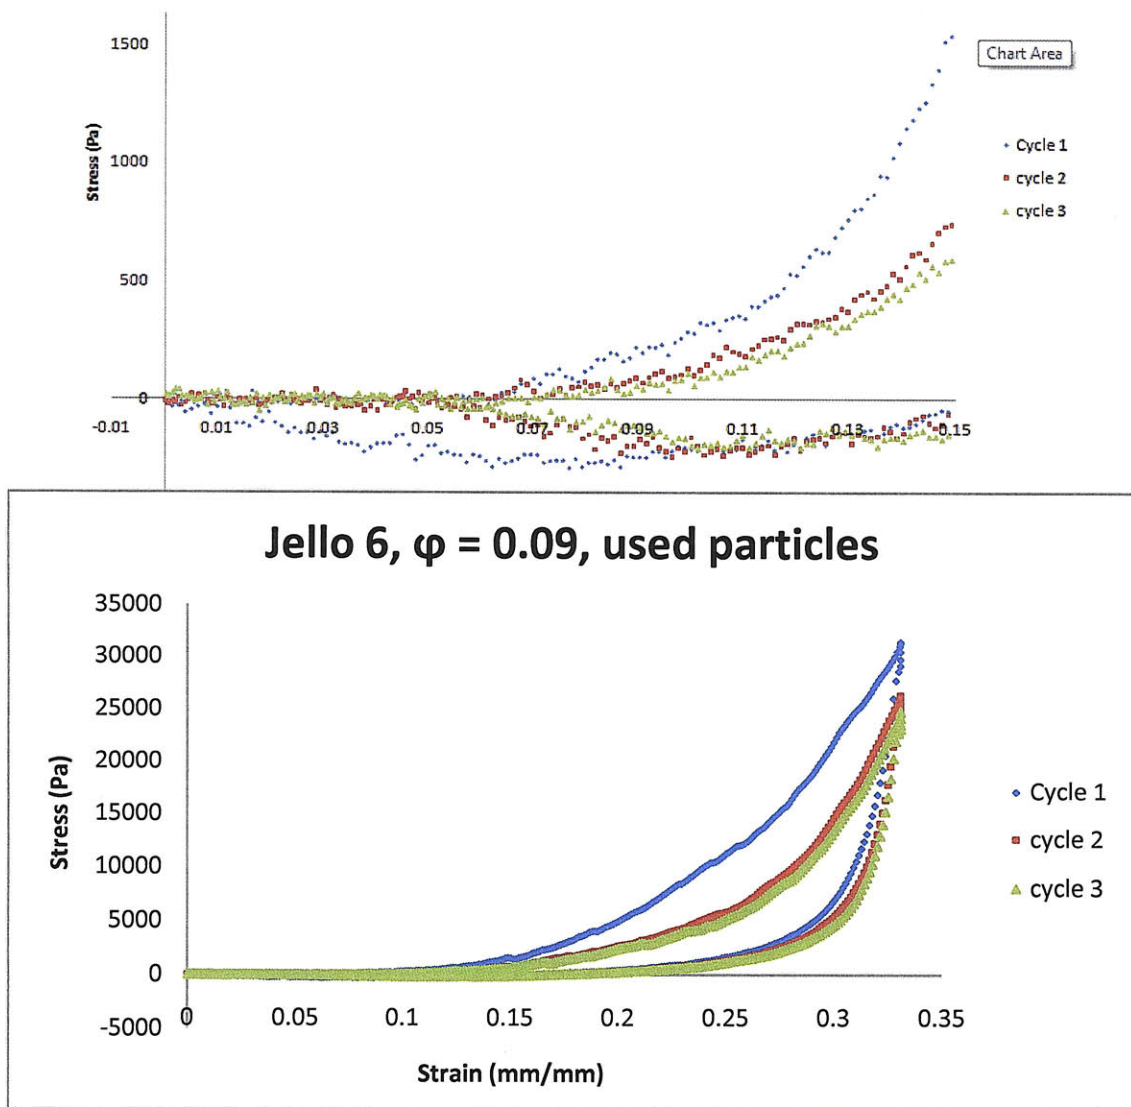 1500
Chart Area
Stress (Pa)
1000
Cycle 1
cycle 2
cycle 3
500
0
-0.01 0.01 0.03 0.05 0.07 0.09 0.11 0.13 0.15
Jello 6, φ = 0.09, used particles
35000
30000
25000
20000
15000
10000
5000
0
-5000
Stress (Pa)
Cycle 1
cycle 2
cycle 3
0 0.05 0.1 0.15 0.2 0.25 0.3 0.35
Strain (mm/mm)